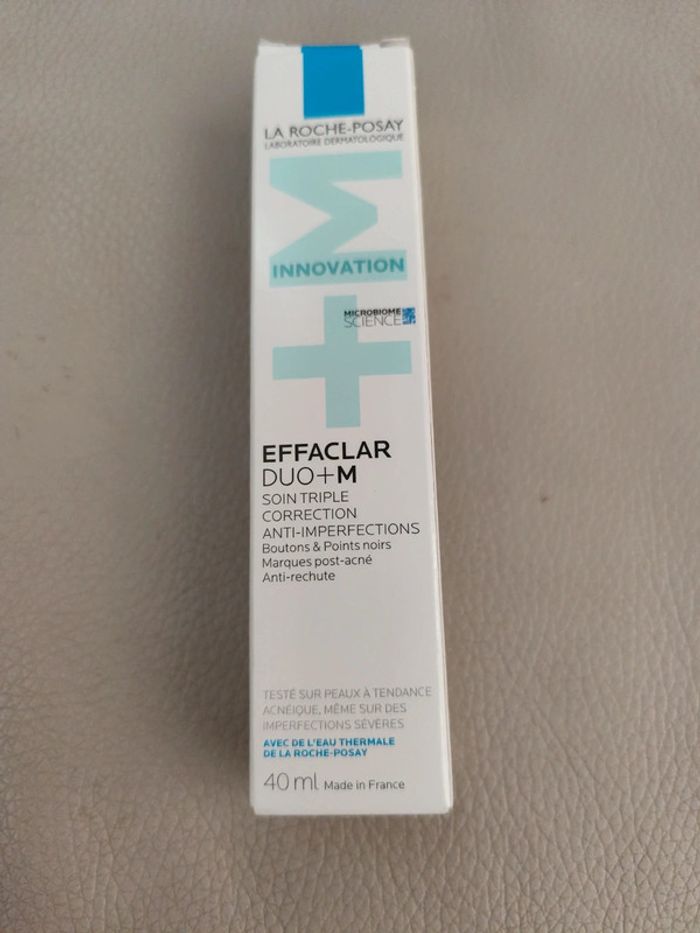 LA ROCHE-POSAY
LABORATOIRE DERMATOLOGIQUE
M
INNOVATION
+
MICROBIOME
SCIENCE
EFFACLAR
DUO+M
SOIN TRIPLE
CORRECTION
ANTI-IMPERFECTIONS
Boutons & Points noirs
Marques post-acné
Anti-rechute
TESTÉ SUR PEAUX À TENDANCE
ACNÉIQUE, MÊME SUR DES
IMPERFECTIONS SÉVÈRES
AVEC DE L'EAU THERMALE
DE LA ROCHE-POSAY
40 ml Made in France